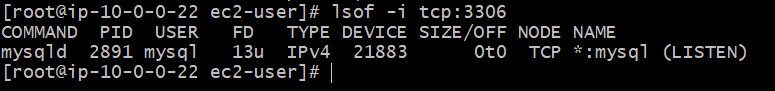 [root@ip-10-0-0-22 ec2-user]# lsof -i tcp:3306
COMMAND  PID  USER   FD   TYPE DEVICE SIZE/OFF NODE NAME
mysqld  2891 mysql   13u  IPv4  21883      0t0  TCP *:mysql (LISTEN)
[root@ip-10-0-0-22 ec2-user]#